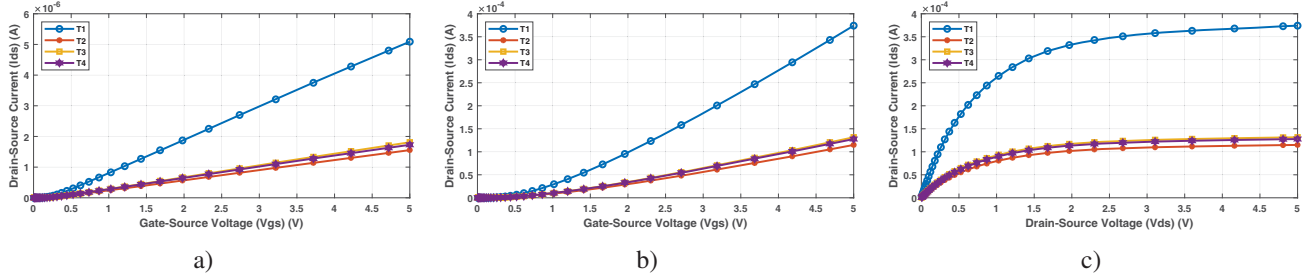 ×10⁻⁶
6
5
4
3
2
1
0
Drain-Source Current (Ids) (A)
T1
T2
T3
T4
0 0.5 1 1.5 2 2.5 3 3.5 4 4.5 5
Gate-Source Voltage (Vgs) (V)
a)
×10⁻⁴
4
3.5
3
2.5
2
1.5
1
0.5
0
Drain-Source Current (Ids) (A)
T1
T2
T3
T4
0 0.5 1 1.5 2 2.5 3 3.5 4 4.5 5
Gate-Source Voltage (Vgs) (V)
b)
×10⁻⁴
4
3.5
3
2.5
2
1.5
1
0.5
0
Drain-Source Current (Ids) (A)
T1
T2
T3
T4
0 0.5 1 1.5 2 2.5 3 3.5 4 4.5 5
Drain-Source Voltage (Vds) (V)
c)